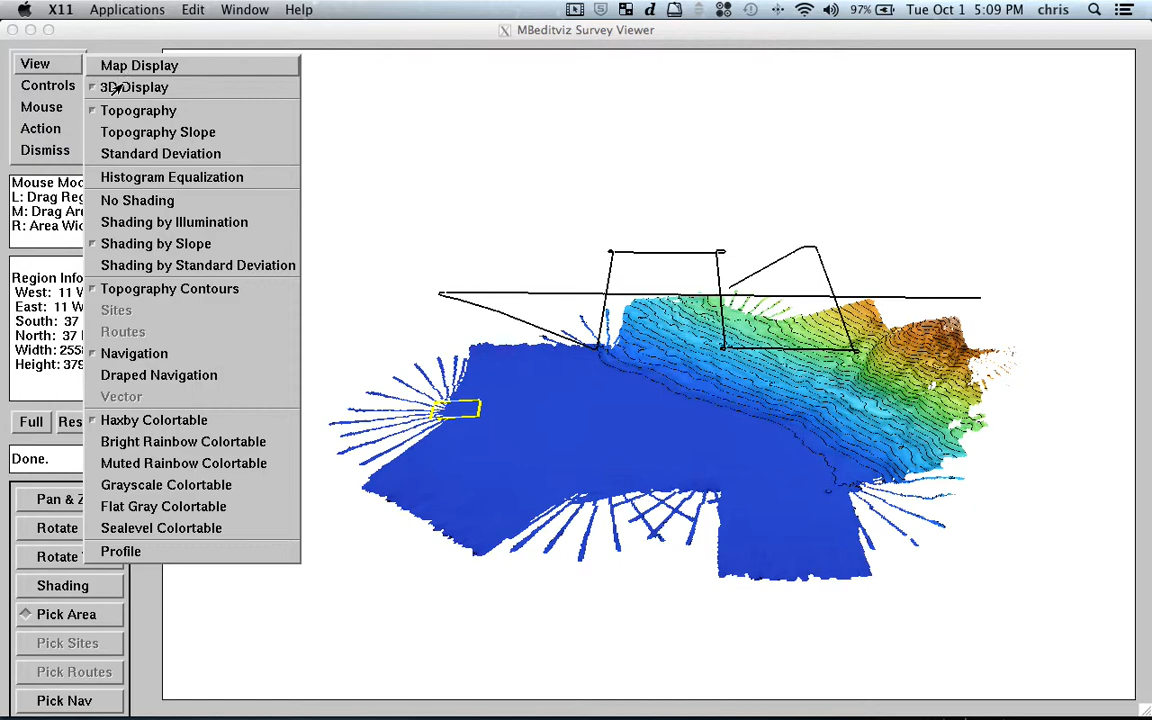 X11 Applications Edit Window Help 97% Tue Oct 1 5:09 PM chris
MBeditviz Survey Viewer
View
Controls
Mouse
Action
Dismiss
Map Display
3D Display
Topography
Topography Slope
Standard Deviation
Histogram Equalization
No Shading
Shading by Illumination
Shading by Slope
Shading by Standard Deviation
Topography Contours
Sites
Routes
Navigation
Draped Navigation
Vector
Haxby Colortable
Bright Rainbow Colortable
Muted Rainbow Colortable
Grayscale Colortable
Flat Gray Colortable
Sealevel Colortable
Profile
Mouse Mod
L: Drag Reg
M: Drag Are
R: Area Wid
Region Info
West: 11 W
East: 11 W
South: 37
North: 37
Width: 255
Height: 379
Full Res
Done.
Pan & Z
Rotate
Rotate
Shading
Pick Area
Pick Sites
Pick Routes
Pick Nav